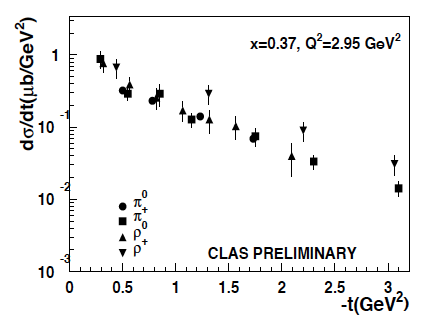 x=0.37, Q²=2.95 GeV²
dσ/dt(μb/GeV²)
1
10⁻¹
10⁻²
10⁻³
π⁰
π⁺
ρ⁰
ρ⁺
CLAS PRELIMINARY
0 0.5 1 1.5 2 2.5 3
-t(GeV²)